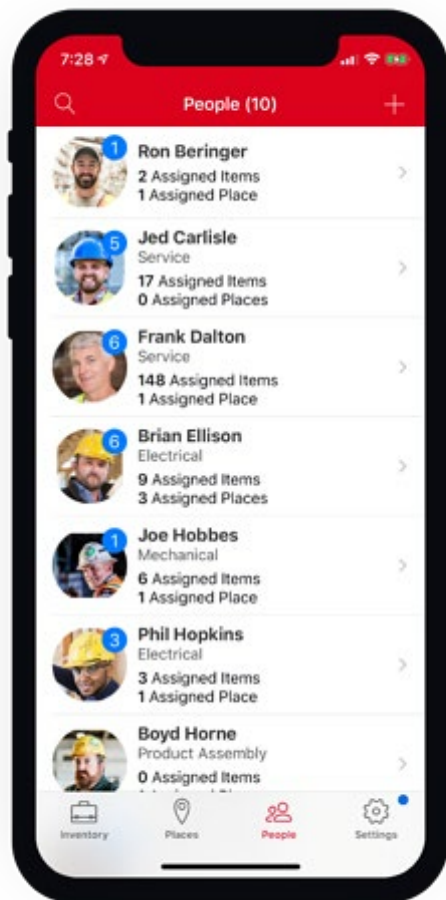 7:28
People (10)
1
Ron Beringer
2 Assigned Items
1 Assigned Place
5
Jed Carlisle
Service
17 Assigned Items
0 Assigned Places
6
Frank Dalton
Service
148 Assigned Items
1 Assigned Place
6
Brian Ellison
Electrical
9 Assigned Items
3 Assigned Places
1
Joe Hobbes
Mechanical
6 Assigned Items
1 Assigned Place
3
Phil Hopkins
Electrical
3 Assigned Items
1 Assigned Place
Boyd Horne
Product Assembly
0 Assigned Items
Inventory
Places
People
Settings